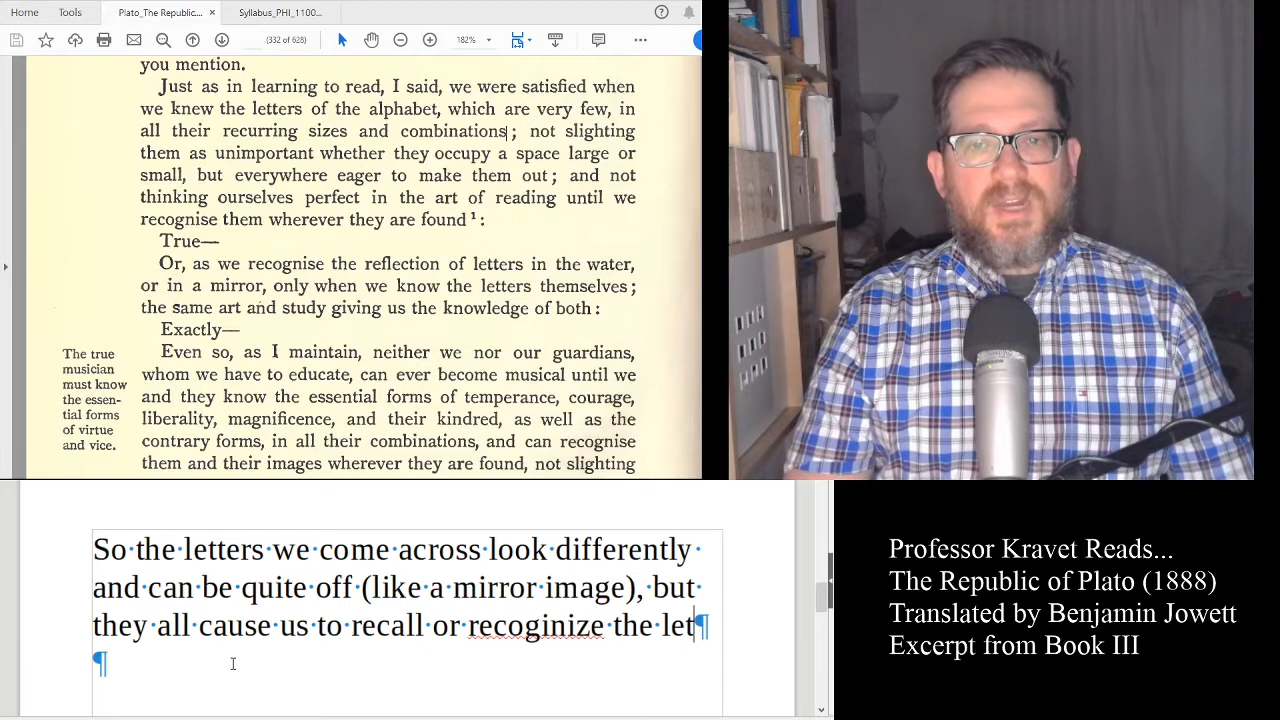 Home Tools Plato_The Republic.... × Syllabus_PHI_1100...
(332 of 628) 182%
you mention.
Just as in learning to read, I said, we were satisfied when
we knew the letters of the alphabet, which are very few, in
all their recurring sizes and combinations; not slighting
them as unimportant whether they occupy a space large or
small, but everywhere eager to make them out; and not
thinking ourselves perfect in the art of reading until we
recognise them wherever they are found¹:
True—
Or, as we recognise the reflection of letters in the water,
or in a mirror, only when we know the letters themselves;
the same art and study giving us the knowledge of both:
Exactly—
The true
musician
must know
the essen-
tial forms
of virtue
and vice.
Even so, as I maintain, neither we nor our guardians,
whom we have to educate, can ever become musical until we
and they know the essential forms of temperance, courage,
liberality, magnificence, and their kindred, as well as the
contrary forms, in all their combinations, and can recognise
them and their images wherever they are found, not slighting
So·the·letters·we·come·across·look·differently·
and·can·be·quite·off·(like·a·mirror·image),·but·
they·all·cause·us·to·recall·or·recoginize·the·let¶
¶
Professor Kravet Reads...
The Republic of Plato (1888)
Translated by Benjamin Jowett
Excerpt from Book III